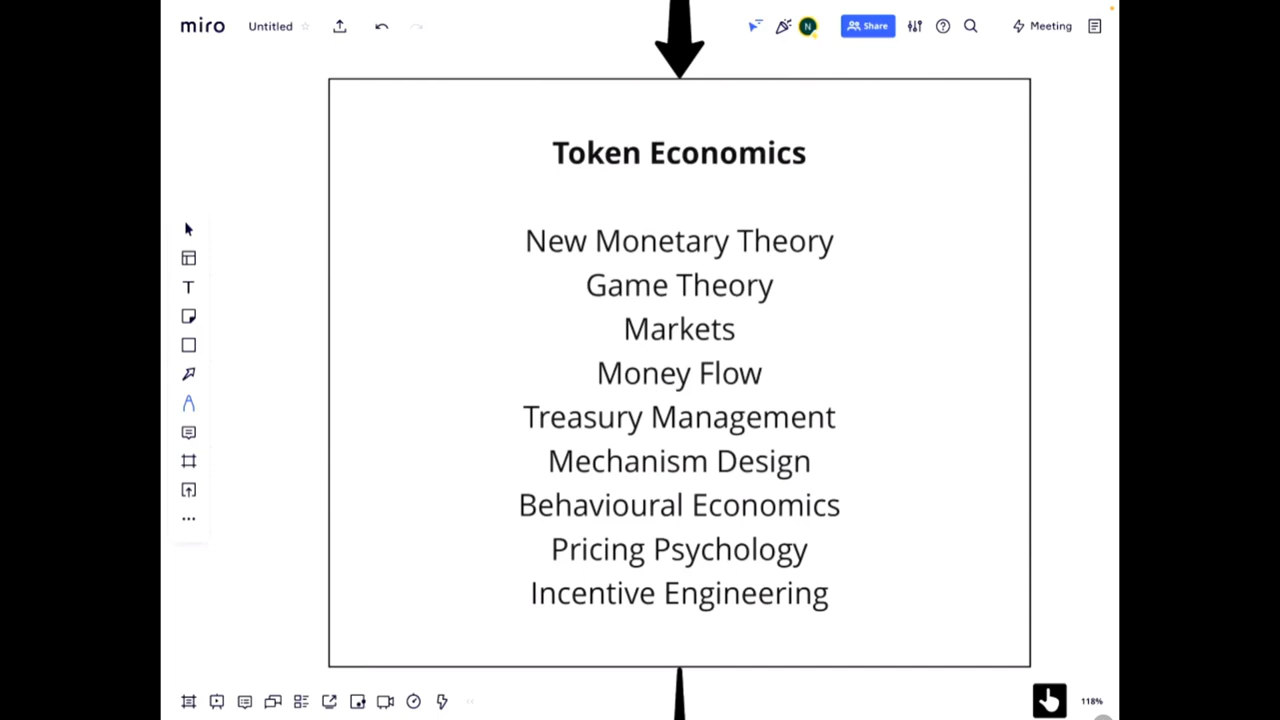 miro Untitled Share Meeting
N
Token Economics
New Monetary Theory
Game Theory
Markets
Money Flow
Treasury Management
Mechanism Design
Behavioural Economics
Pricing Psychology
Incentive Engineering
118%